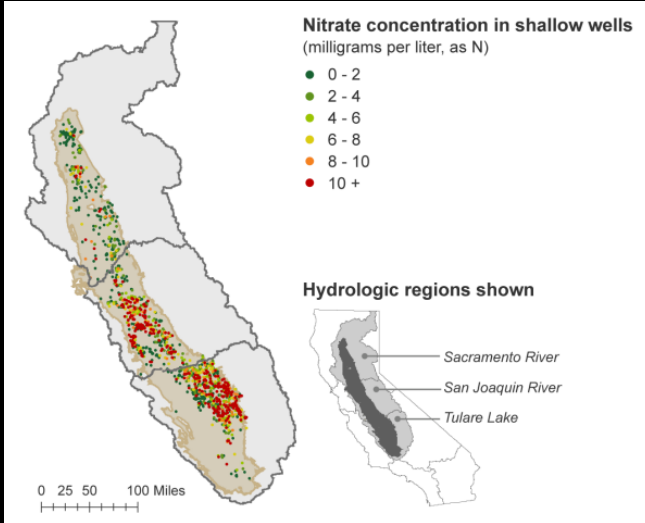 Nitrate concentration in shallow wells
(milligrams per liter, as N)
0 - 2
2 - 4
4 - 6
6 - 8
8 - 10
10 +
Hydrologic regions shown
Sacramento River
San Joaquin River
Tulare Lake
0 25 50 100 Miles